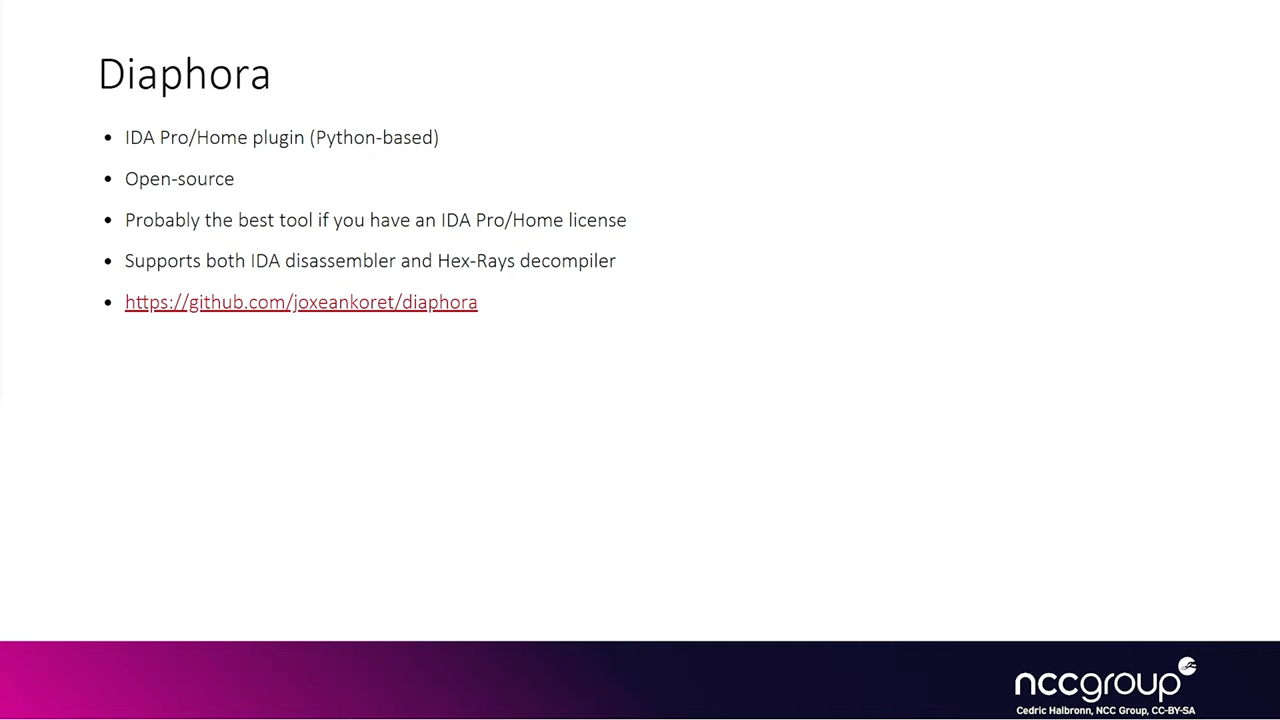 Diaphora
• IDA Pro/Home plugin (Python-based)
• Open-source
• Probably the best tool if you have an IDA Pro/Home license
• Supports both IDA disassembler and Hex-Rays decompiler
• https://github.com/joxeankoret/diaphora
nccgroup
Cedric Halbronn, NCC Group, CC-BY-SA